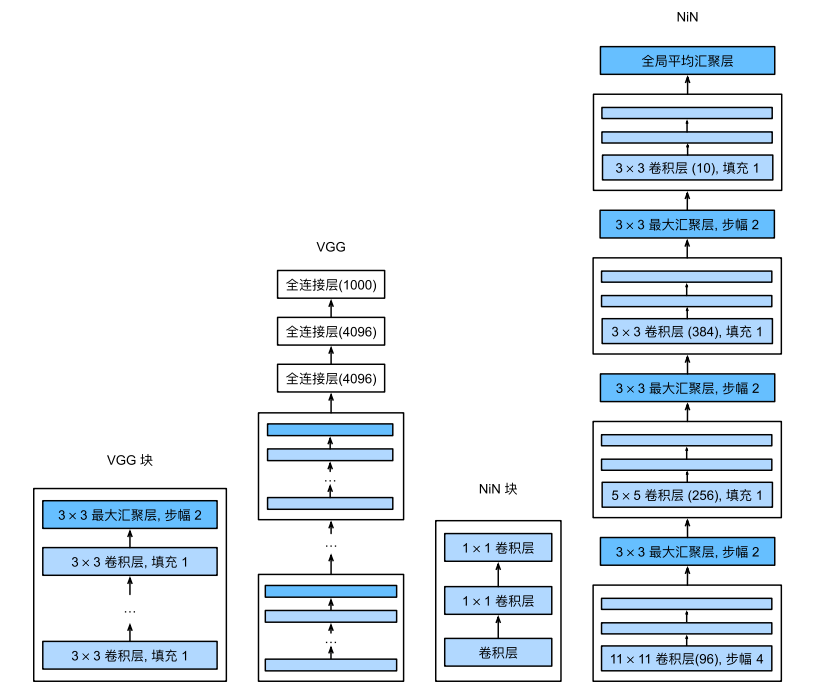 VGG 块
3 × 3 最大汇聚层, 步幅 2
3 × 3 卷积层, 填充 1
...
3 × 3 卷积层, 填充 1
VGG
全连接层(1000)
全连接层(4096)
全连接层(4096)
...
...
...
NiN 块
1 × 1 卷积层
1 × 1 卷积层
卷积层
NiN
全局平均汇聚层
3 × 3 卷积层 (10), 填充 1
3 × 3 最大汇聚层, 步幅 2
3 × 3 卷积层 (384), 填充 1
3 × 3 最大汇聚层, 步幅 2
5 × 5 卷积层 (256), 填充 1
3 × 3 最大汇聚层, 步幅 2
11 × 11 卷积层(96), 步幅 4